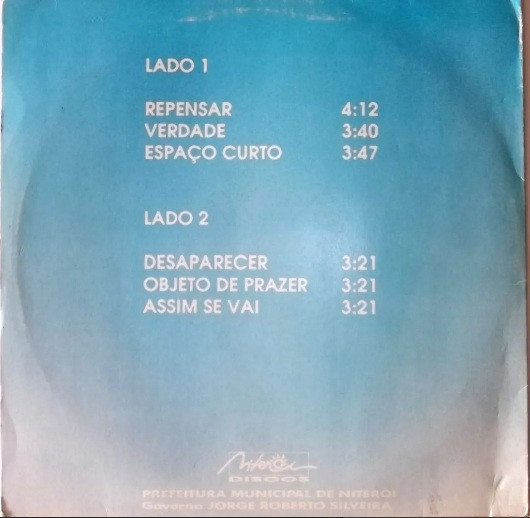 LADO 1
REPENSAR 4:12
VERDADE 3:40
ESPAÇO CURTO 3:47
LADO 2
DESAPARECER 3:21
OBJETO DE PRAZER 3:21
ASSIM SE VAI 3:21
Niterói
DISCOS
PREFEITURA MUNICIPAL DE NITERÓI
Governo JORGE ROBERTO SILVEIRA